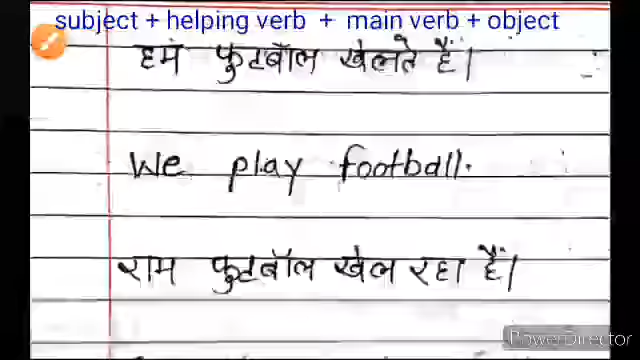 subject + helping verb + main verb + object
हम फुटबॉल खेलते हैं।
We play football.
राम फुटबॉल खेल रहा हैं।
PowerDirector